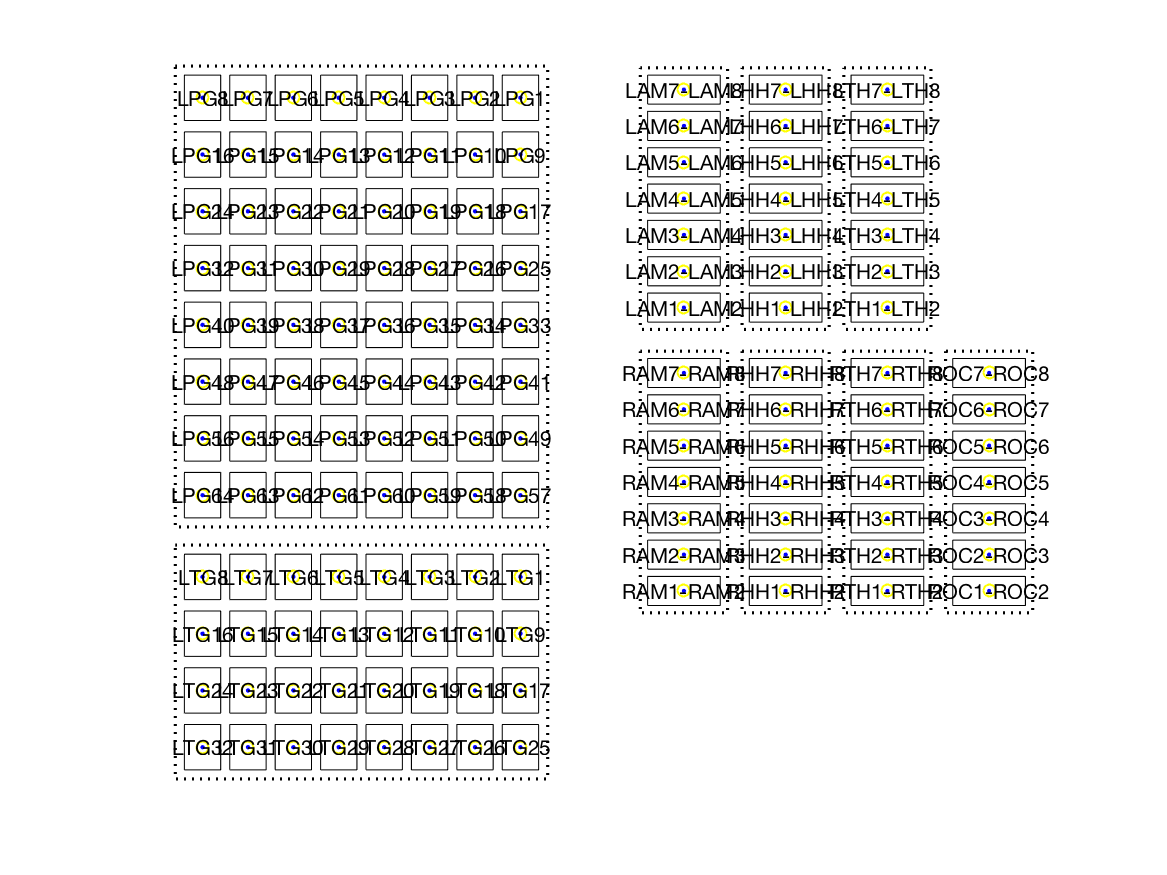 LPG8 LPG7 LPG6 LPG5 LPG4 LPG3 LPG2 LPG1
LPG16 LPG15 LPG14 LPG13 LPG12 LPG11 LPG10 LPG9
LPG24 LPG23 LPG22 LPG21 LPG20 LPG19 LPG18 LPG17
LPG32 LPG31 LPG30 LPG29 LPG28 LPG27 LPG26 LPG25
LPG40 LPG39 LPG38 LPG37 LPG36 LPG35 LPG34 LPG33
LPG48 LPG47 LPG46 LPG45 LPG44 LPG43 LPG42 LPG41
LPG56 LPG55 LPG54 LPG53 LPG52 LPG51 LPG50 LPG49
LPG64 LPG63 LPG62 LPG61 LPG60 LPG59 LPG58 LPG57
LTG8 LTG7 LTG6 LTG5 LTG4 LTG3 LTG2 LTG1
LTG16 LTG15 LTG14 LTG13 LTG12 LTG11 LTG10 LTG9
LTG24 LTG23 LTG22 LTG21 LTG20 LTG19 LTG18 LTG17
LTG32 LTG31 LTG30 LTG29 LTG28 LTG27 LTG26 LTG25
LAM7-LAM8 LHH7-LHH8 LTH7-LTH8
LAM6-LAM7 LHH6-LHH7 LTH6-LTH7
LAM5-LAM6 LHH5-LHH6 LTH5-LTH6
LAM4-LAM5 LHH4-LHH5 LTH4-LTH5
LAM3-LAM4 LHH3-LHH4 LTH3-LTH4
LAM2-LAM3 LHH2-LHH3 LTH2-LTH3
LAM1-LAM2 LHH1-LHH2 LTH1-LTH2
RAM7-RAM8 RHH7-RHH8 RTH7-RTH8 ROC7-ROC8
RAM6-RAM7 RHH6-RHH7 RTH6-RTH7 ROC6-ROC7
RAM5-RAM6 RHH5-RHH6 RTH5-RTH6 ROC5-ROC6
RAM4-RAM5 RHH4-RHH5 RTH4-RTH5 ROC4-ROC5
RAM3-RAM4 RHH3-RHH4 RTH3-RTH4 ROC3-ROC4
RAM2-RAM3 RHH2-RHH3 RTH2-RTH3 ROC2-ROC3
RAM1-RAM2 RHH1-RHH2 RTH1-RTH2 ROC1-ROC2